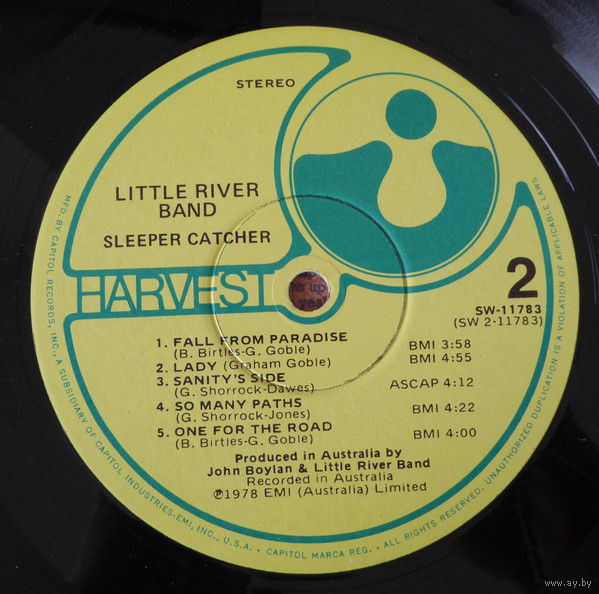 STEREO
LITTLE RIVER
BAND
SLEEPER CATCHER
HARVEST
2
SW-11783
(SW 2-11783)
1. FALL FROM PARADISE BMI 3:58
(B. Birtles-G. Goble)
2. LADY (Graham Goble) BMI 4:55
3. SANITY'S SIDE ASCAP 4:12
(G. Shorrock-Dawes)
4. SO MANY PATHS BMI 4:22
(G. Shorrock-Jones)
5. ONE FOR THE ROAD BMI 4:00
(B. Birtles-G. Goble)
Produced in Australia by
John Boylan & Little River Band
Recorded in Australia
℗1978 EMI (Australia) Limited
MFD. BY CAPITOL RECORDS, INC., A SUBSIDIARY OF CAPITOL INDUSTRIES-EMI, INC., U.S.A. • CAPITOL MARCA REG. • ALL RIGHTS RESERVED. UNAUTHORIZED DUPLICATION IS A VIOLATION OF APPLICABLE LAWS
up
www.ay.by